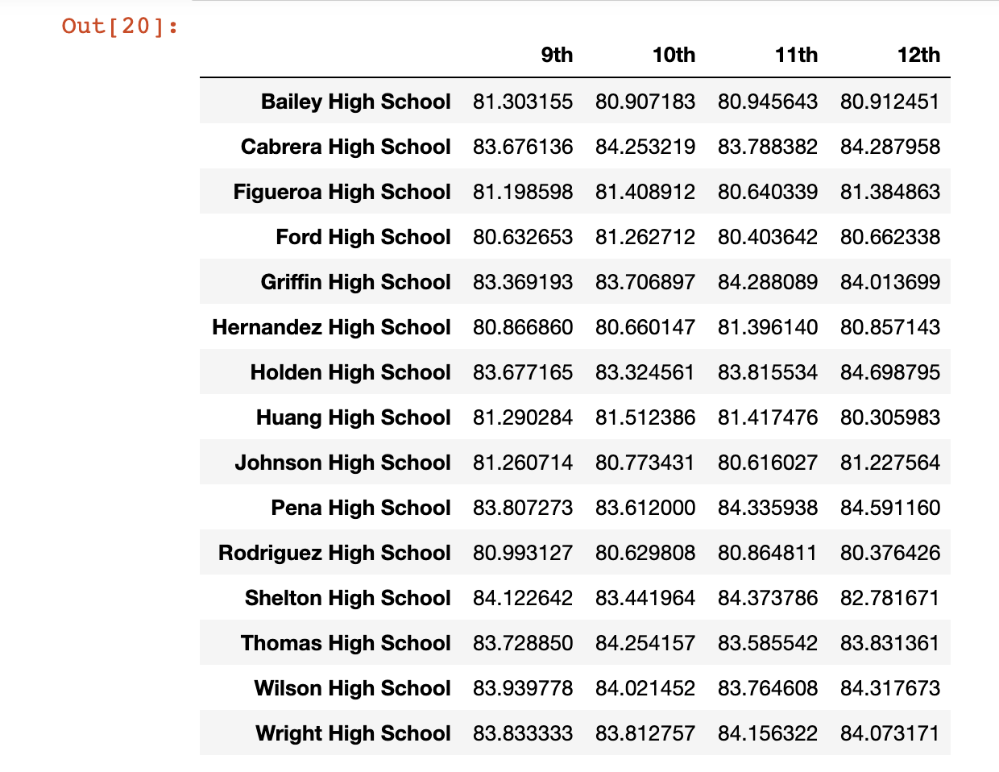 Out[20]:
9th 10th 11th 12th
Bailey High School 81.303155 80.907183 80.945643 80.912451
Cabrera High School 83.676136 84.253219 83.788382 84.287958
Figueroa High School 81.198598 81.408912 80.640339 81.384863
Ford High School 80.632653 81.262712 80.403642 80.662338
Griffin High School 83.369193 83.706897 84.288089 84.013699
Hernandez High School 80.866860 80.660147 81.396140 80.857143
Holden High School 83.677165 83.324561 83.815534 84.698795
Huang High School 81.290284 81.512386 81.417476 80.305983
Johnson High School 81.260714 80.773431 80.616027 81.227564
Pena High School 83.807273 83.612000 84.335938 84.591160
Rodriguez High School 80.993127 80.629808 80.864811 80.376426
Shelton High School 84.122642 83.441964 84.373786 82.781671
Thomas High School 83.728850 84.254157 83.585542 83.831361
Wilson High School 83.939778 84.021452 83.764608 84.317673
Wright High School 83.833333 83.812757 84.156322 84.073171